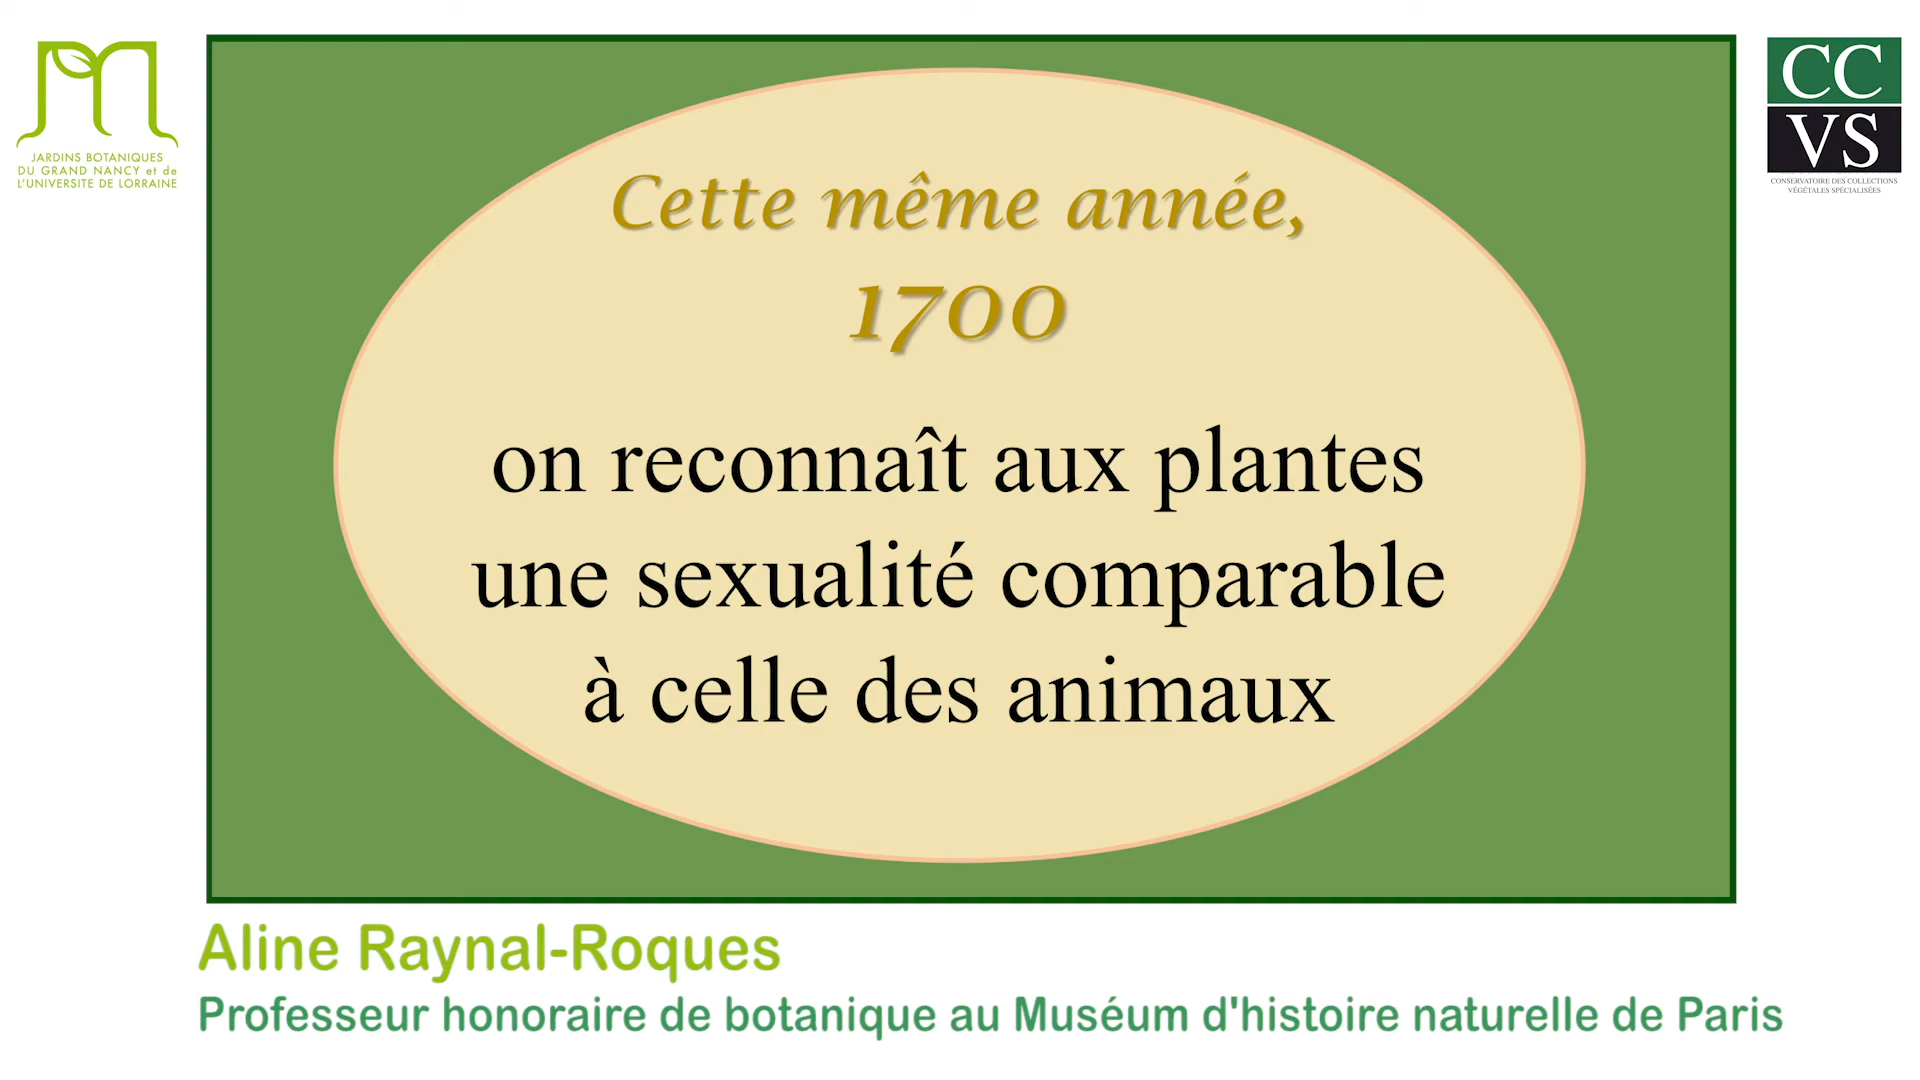 JARDINS BOTANIQUES
DU GRAND NANCY et de
L'UNIVERSITE DE LORRAINE
CC
VS
CONSERVATOIRE DES COLLECTIONS
VÉGÉTALES SPÉCIALISÉES
Cette même année,
1700
on reconnaît aux plantes
une sexualité comparable
à celle des animaux
Aline Raynal-Roques
Professeur honoraire de botanique au Muséum d'histoire naturelle de Paris